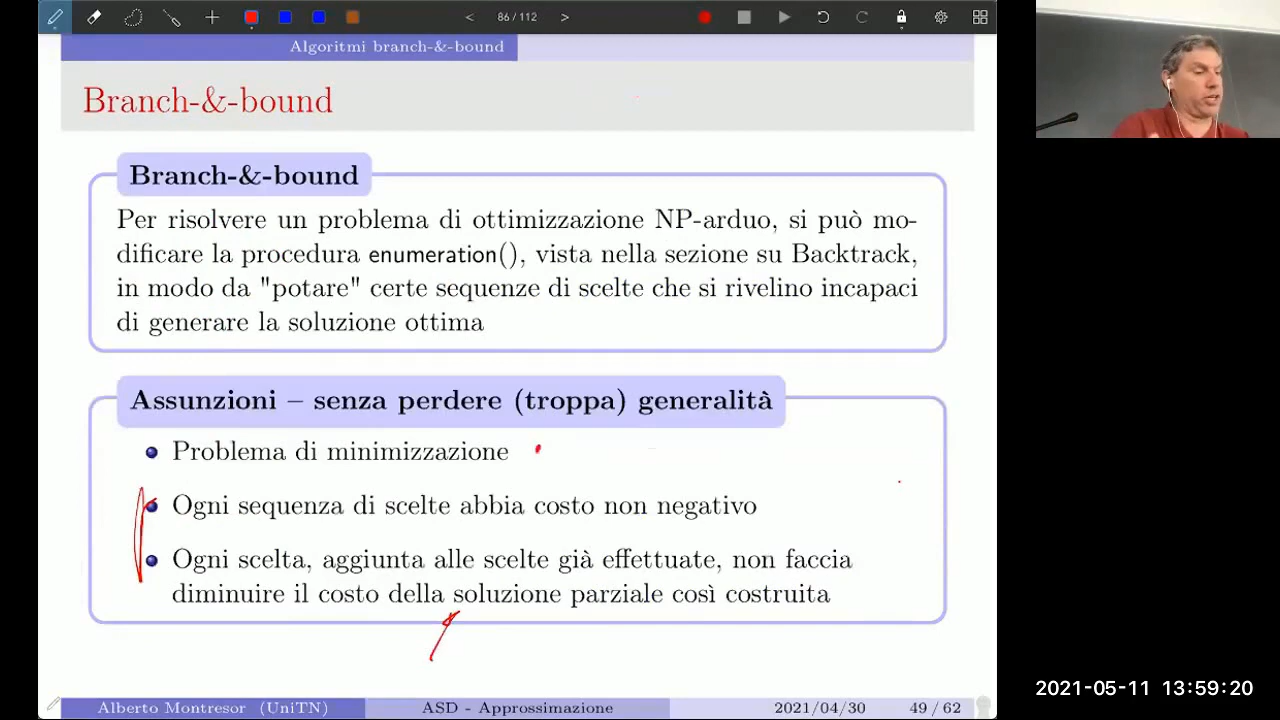 86 / 112
Algoritmi branch-&-bound
Branch-&-bound
Branch-&-bound
Per risolvere un problema di ottimizzazione NP-arduo, si può mo-
dificare la procedura enumeration(), vista nella sezione su Backtrack,
in modo da "potare" certe sequenze di scelte che si rivelino incapaci
di generare la soluzione ottima
Assunzioni – senza perdere (troppa) generalità
Problema di minimizzazione
Ogni sequenza di scelte abbia costo non negativo
Ogni scelta, aggiunta alle scelte già effettuate, non faccia
diminuire il costo della soluzione parziale così costruita
2021-05-11 13:59:20
Alberto Montresor (UniTN) ASD - Approssimazione 2021/04/30 49 / 62